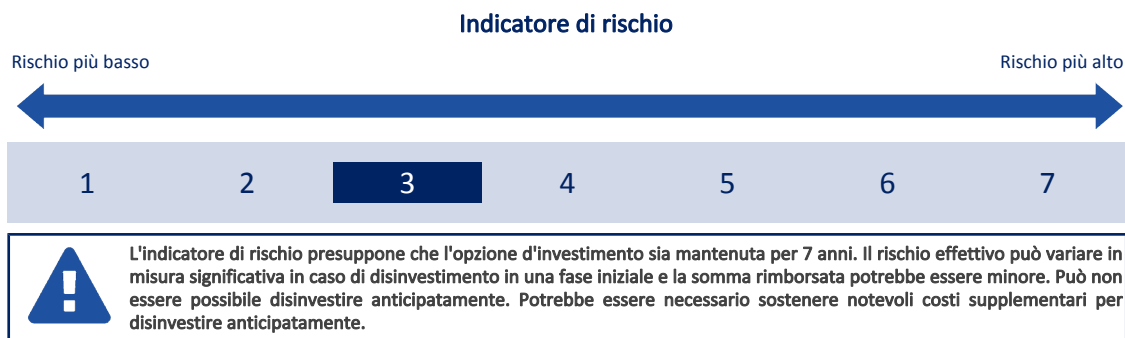 Indicatore di rischio
Rischio più basso
Rischio più alto
1 2 3 4 5 6 7
L'indicatore di rischio presuppone che l'opzione d'investimento sia mantenuta per 7 anni. Il rischio effettivo può variare in
misura significativa in caso di disinvestimento in una fase iniziale e la somma rimborsata potrebbe essere minore. Può non
essere possibile disinvestire anticipatamente. Potrebbe essere necessario sostenere notevoli costi supplementari per
disinvestire anticipatamente.